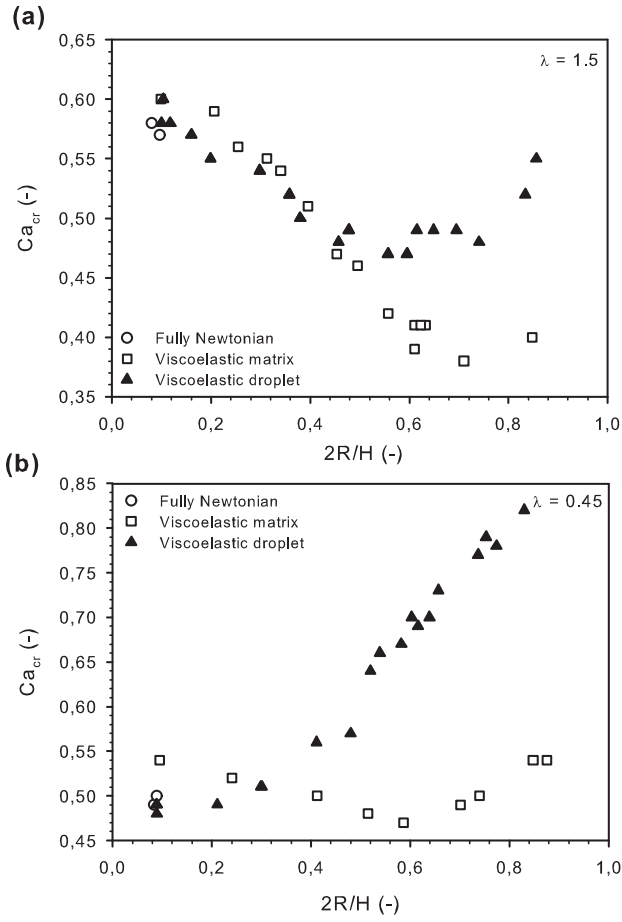 (a)
0,65
0,60
0,55
0,50
0,45
0,40
0,35
Ca_cr (-)
λ = 1.5
Fully Newtonian
Viscoelastic matrix
Viscoelastic droplet
0,0 0,2 0,4 0,6 0,8 1,0
2R/H (-)
(b)
0,85
0,80
0,75
0,70
0,65
0,60
0,55
0,50
0,45
Ca_cr (-)
Fully Newtonian
Viscoelastic matrix
Viscoelastic droplet
λ = 0.45
0,0 0,2 0,4 0,6 0,8 1,0
2R/H (-)